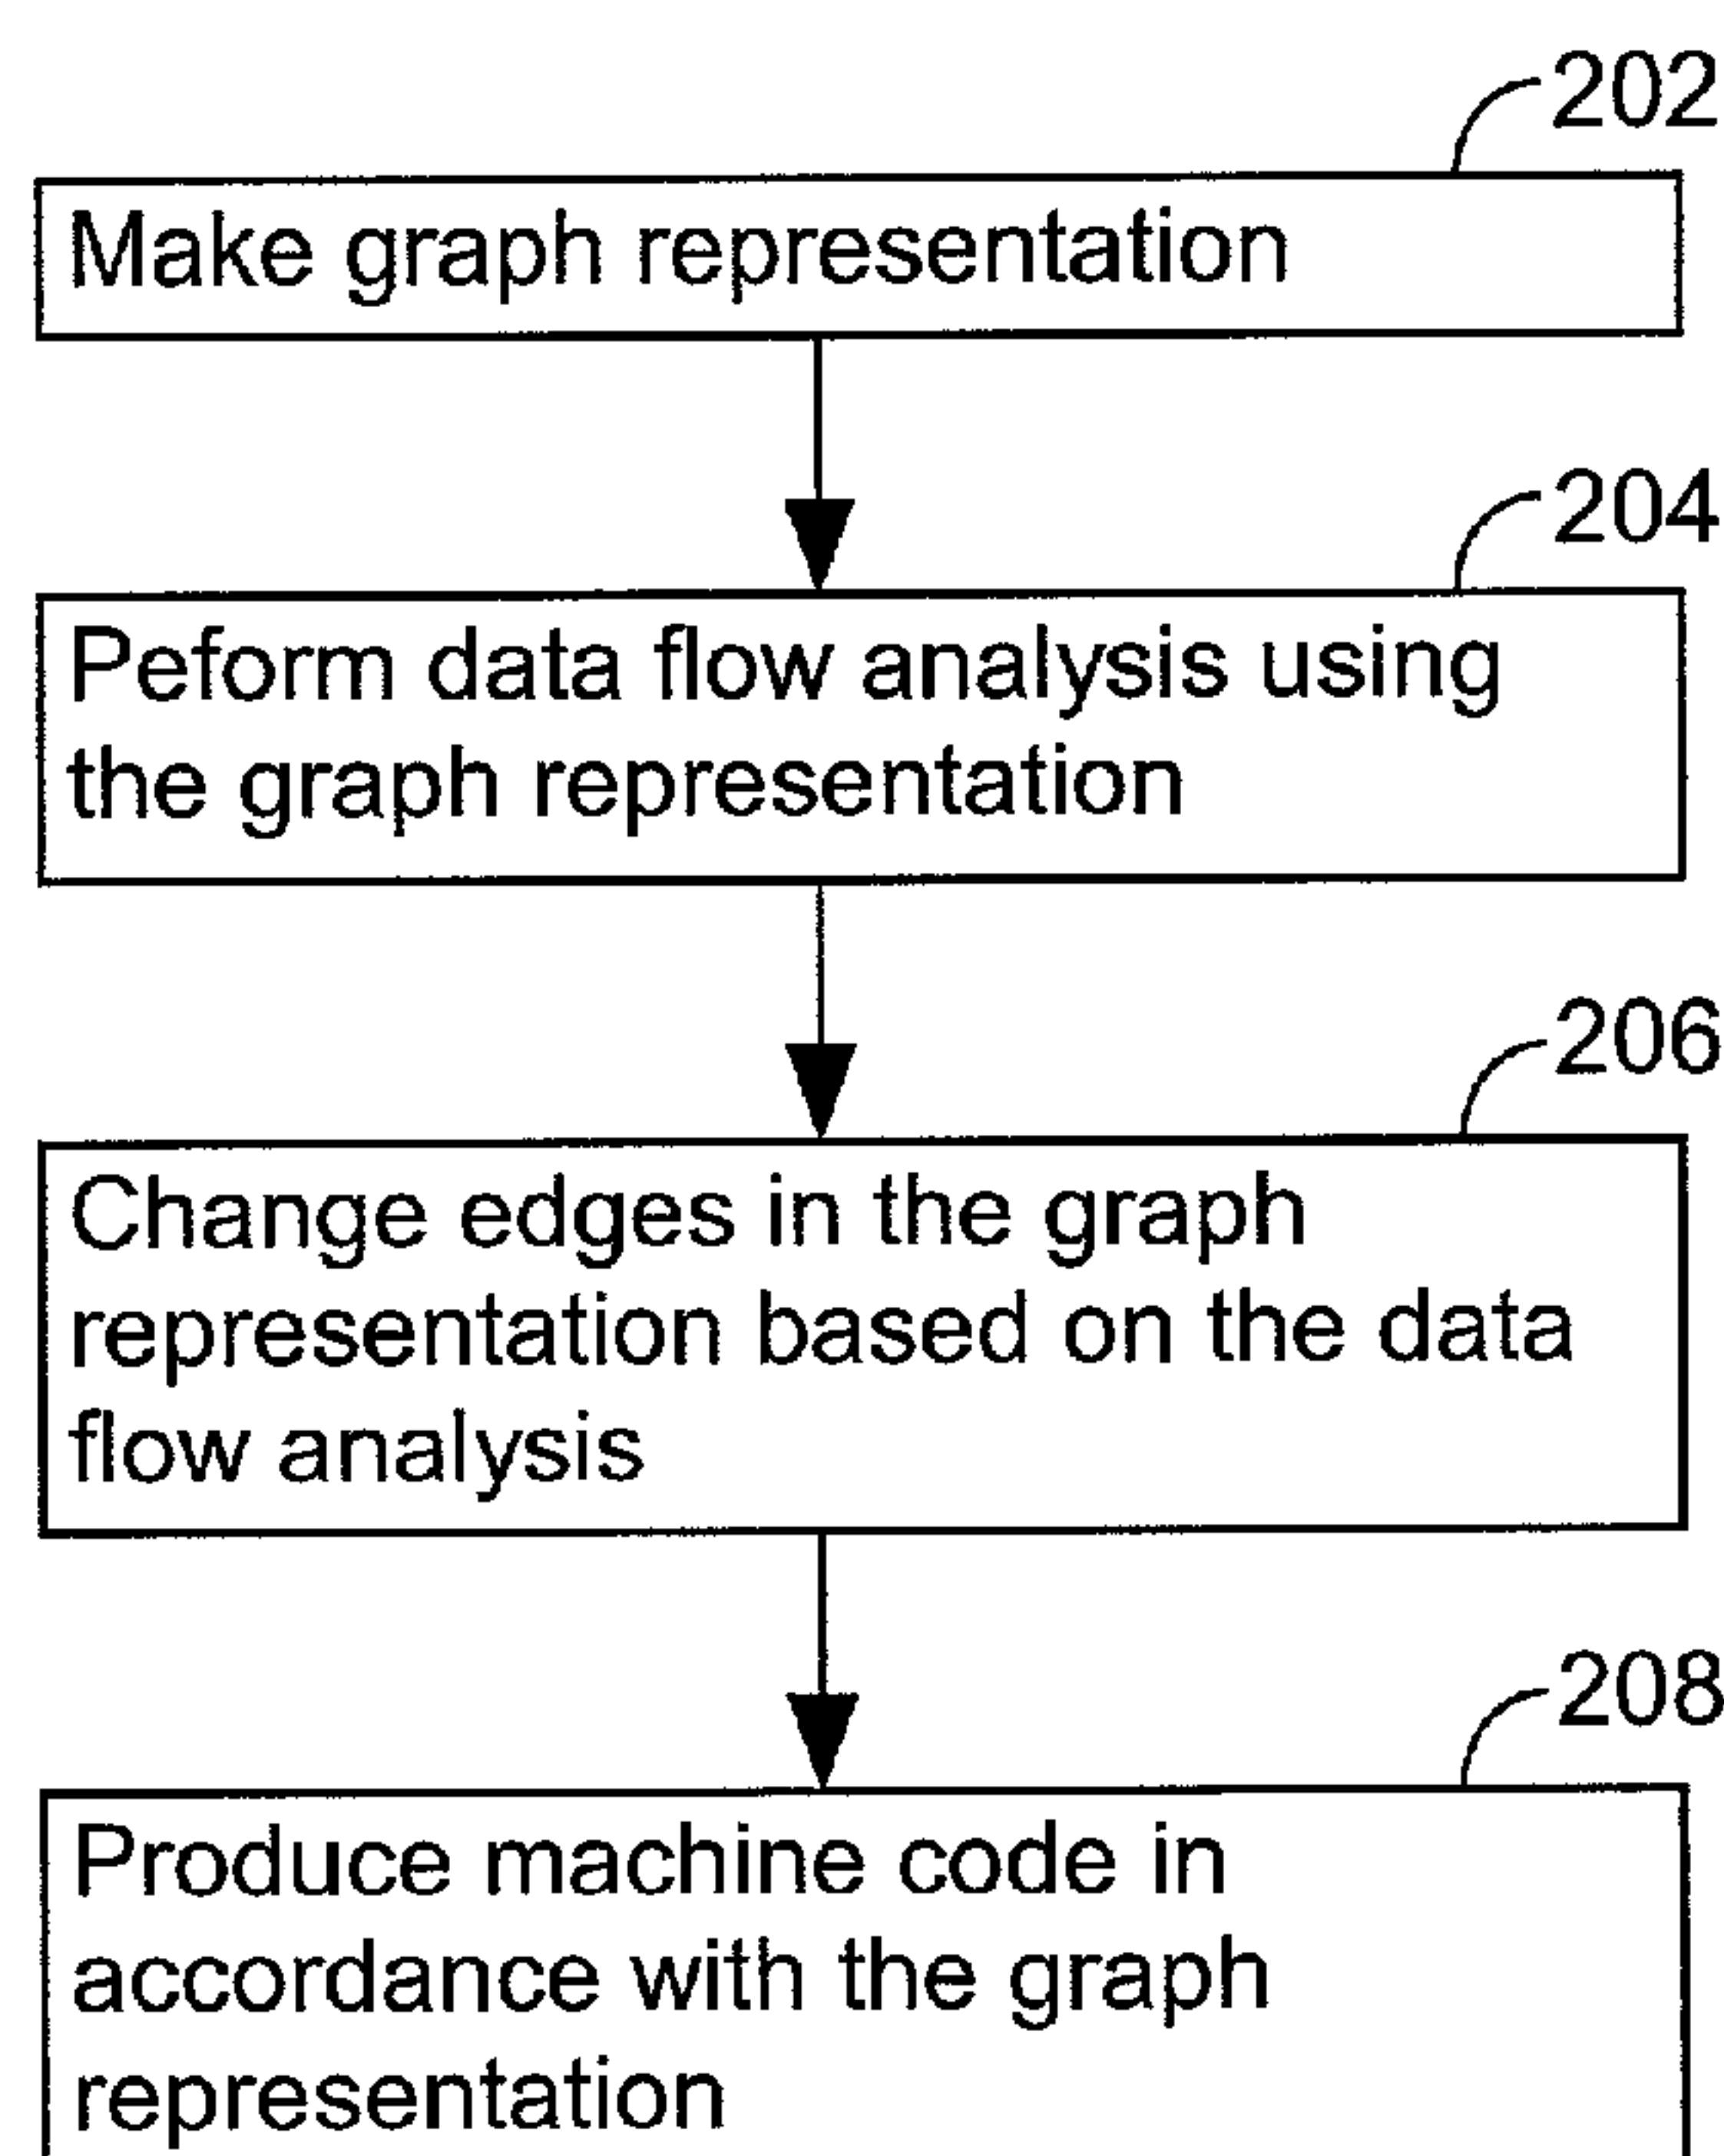 202
Make graph representation
204
Peform data flow analysis using
the graph representation
206
Change edges in the graph
representation based on the data
flow analysis
208
Produce machine code in
accordance with the graph
representation